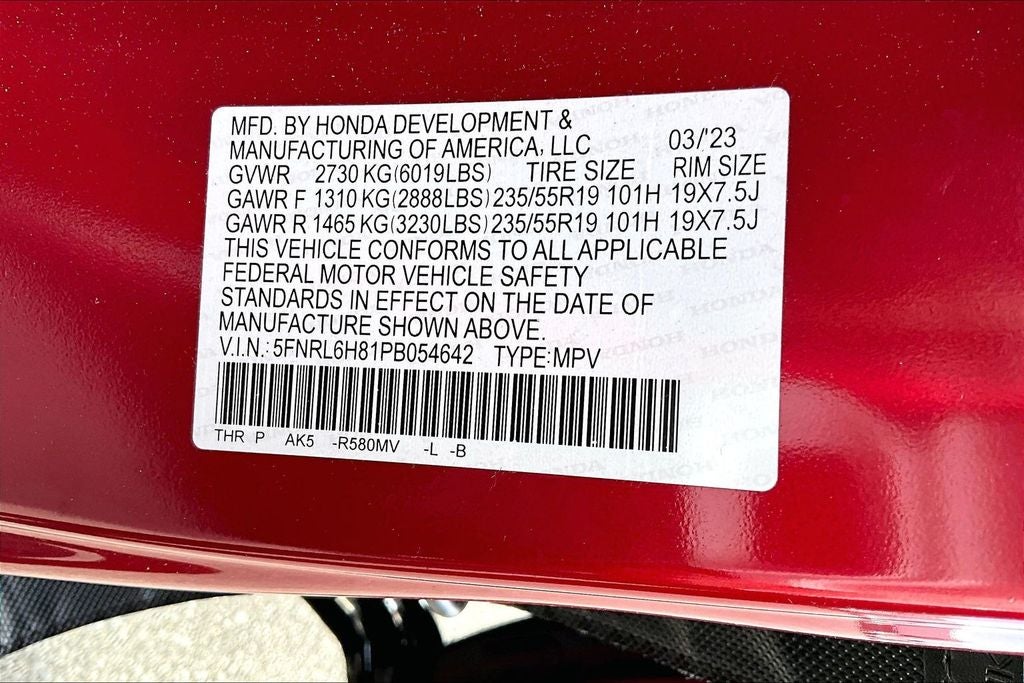 MFD. BY HONDA DEVELOPMENT &
MANUFACTURING OF AMERICA, LLC 03/'23
GVWR 2730 KG(6019LBS) TIRE SIZE RIM SIZE
GAWR F 1310 KG(2888LBS) 235/55R19 101H 19X7.5J
GAWR R 1465 KG(3230LBS) 235/55R19 101H 19X7.5J
THIS VEHICLE CONFORMS TO ALL APPLICABLE
FEDERAL MOTOR VEHICLE SAFETY
STANDARDS IN EFFECT ON THE DATE OF
MANUFACTURE SHOWN ABOVE.
V.I.N.: 5FNRL6H81PB054642 TYPE:MPV
THR P AK5 -R580MV -L -B